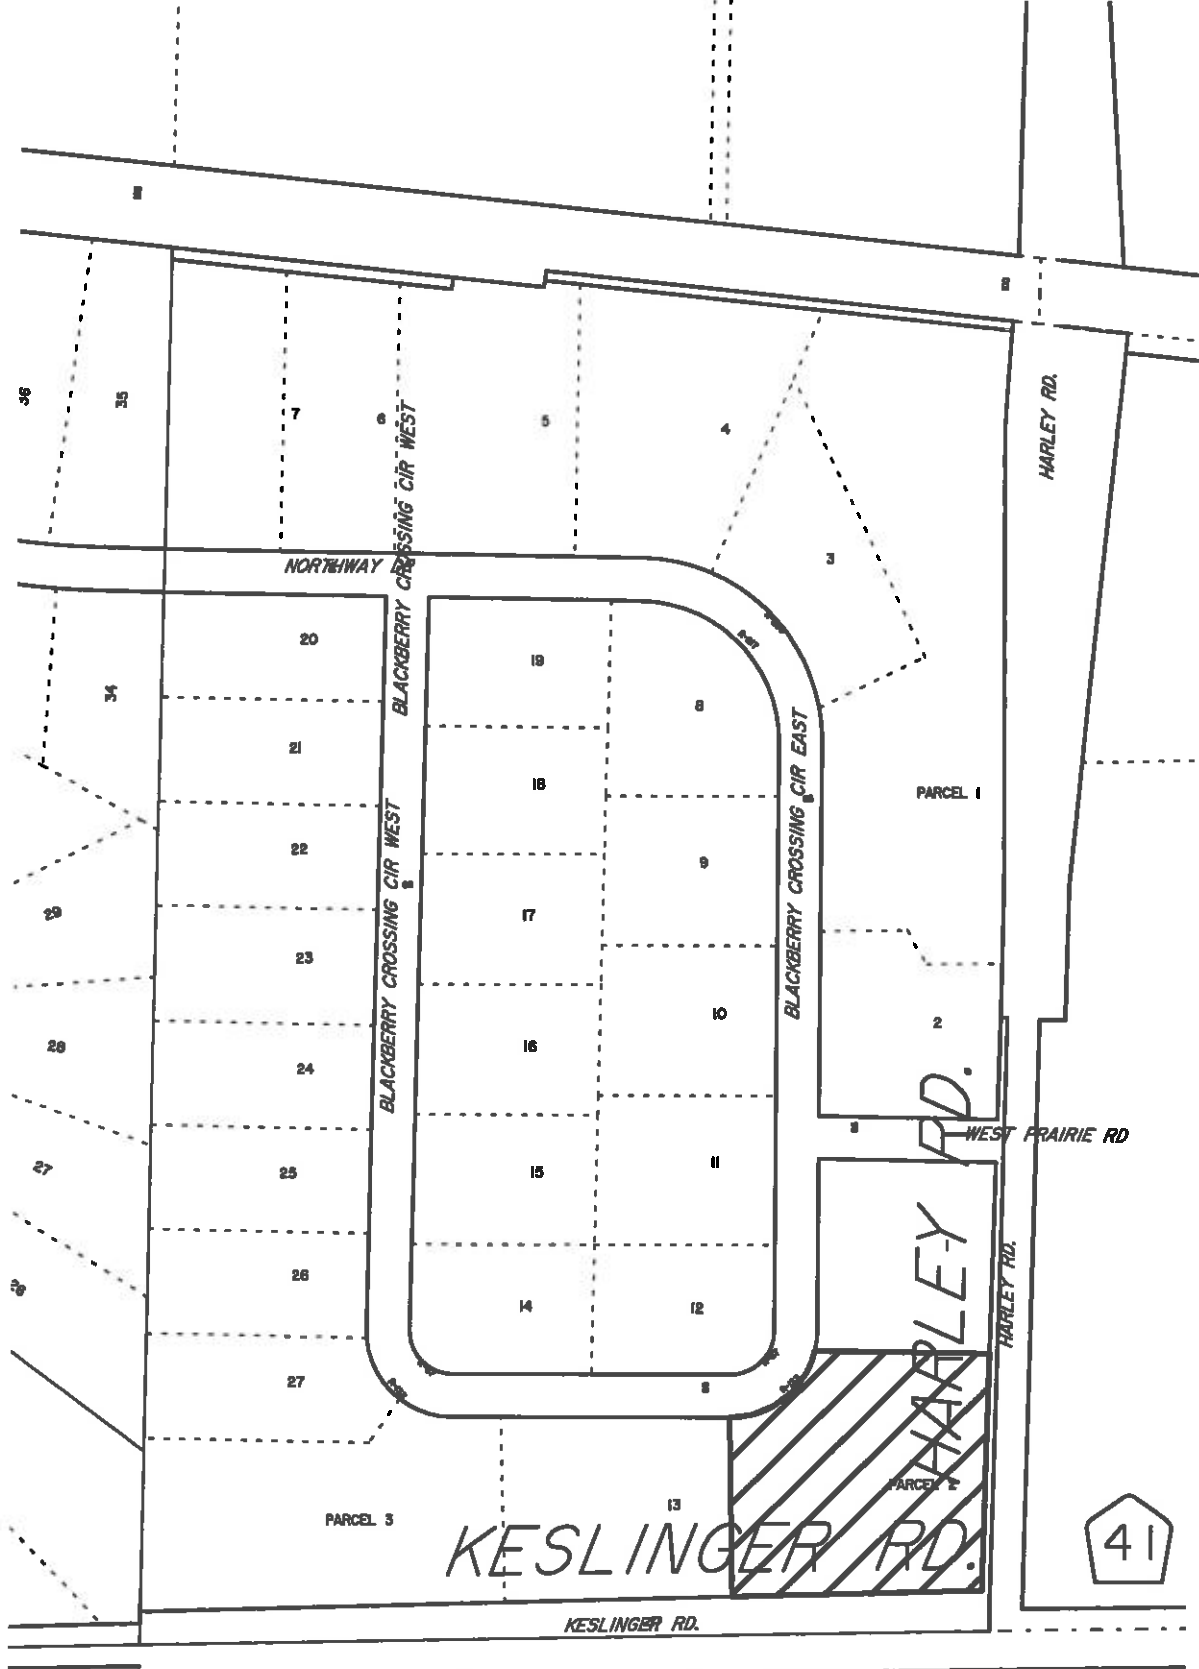 36
35
7
6
5
4
HARLEY RD.
BLACKBERRY CROSSING CIR WEST
3
NORTHWAY DR
20
19
34
8
21
18
BLACKBERRY CROSSING CIR EAST
PARCEL 1
22
BLACKBERRY CROSSING CIR WEST
9
29
17
23
10
2
28
16
24
HARLEY RD.
WEST PRAIRIE RD
27
25
15
11
26
14
12
HARLEY RD.
27
PARCEL 2
13
PARCEL 3
KESLINGER RD.
41
KESLINGER RD.